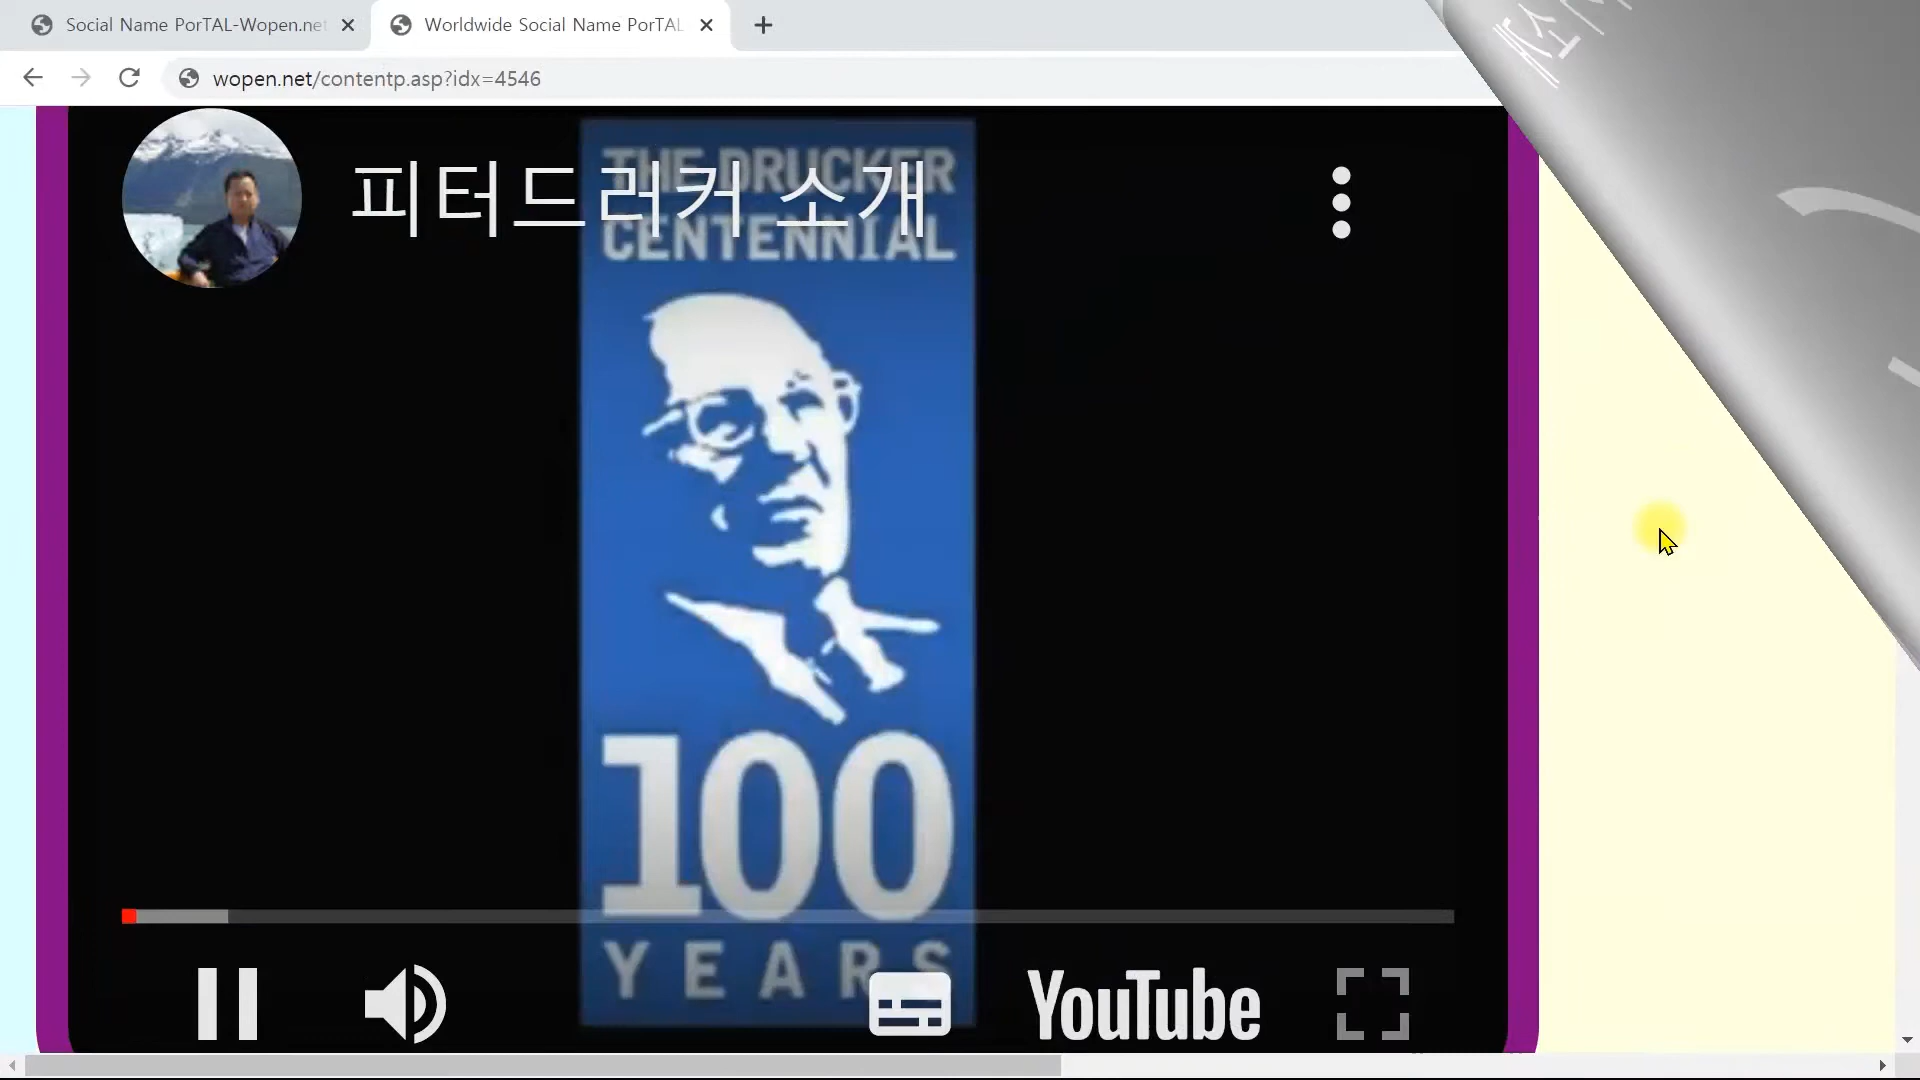 Social Name PorTAL-Wopen.net
Worldwide Social Name PorTAL
wopen.net/contentp.asp?idx=4546
피터드러커 소개
THE DRUCKER
CENTENNIAL
100
YEARS
YouTube